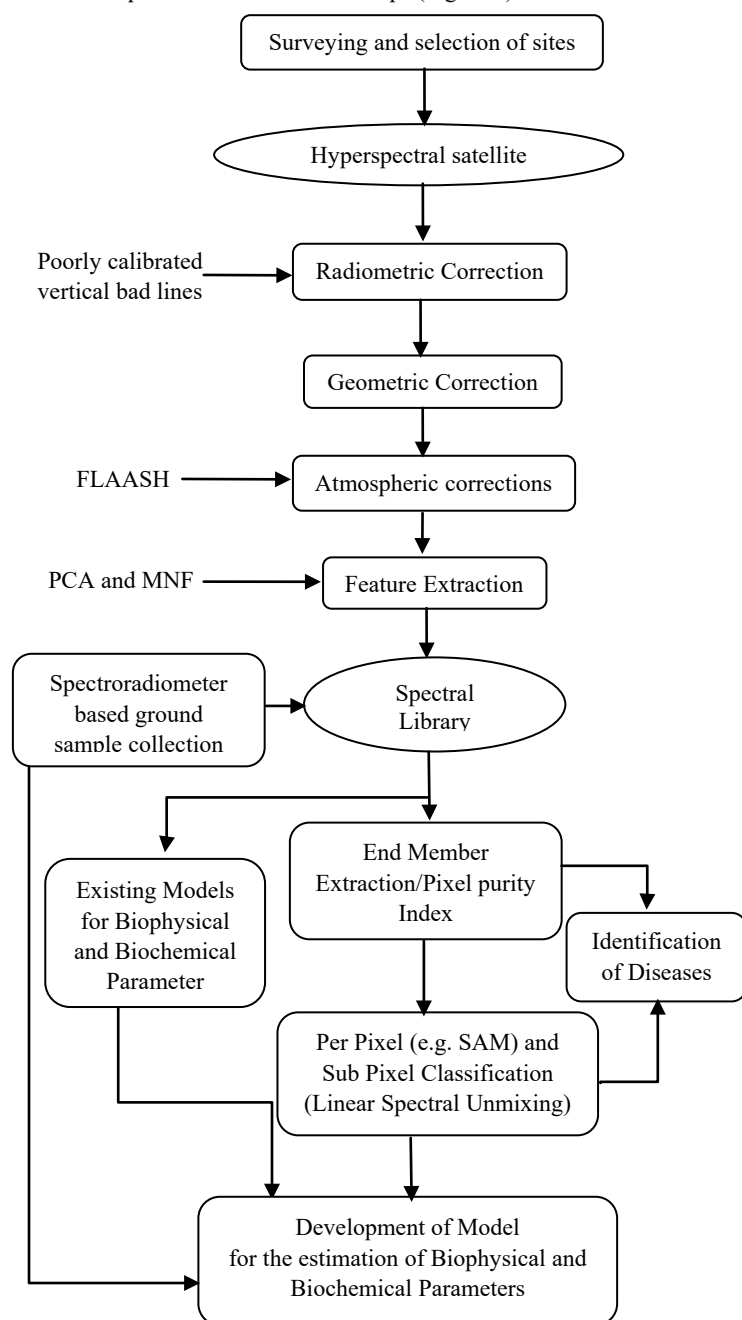 Surveying and selection of sites
Hyperspectral satellite
Poorly calibrated
vertical bad lines
Radiometric Correction
Geometric Correction
FLAASH
Atmospheric corrections
PCA and MNF
Feature Extraction
Spectroradiometer
based ground
sample collection
Spectral
Library
Existing Models
for Biophysical
and Biochemical
Parameter
End Member
Extraction/Pixel purity
Index
Identification
of Diseases
Per Pixel (e.g. SAM) and
Sub Pixel Classification
(Linear Spectral Unmixing)
Development of Model
for the estimation of Biophysical and
Biochemical Parameters